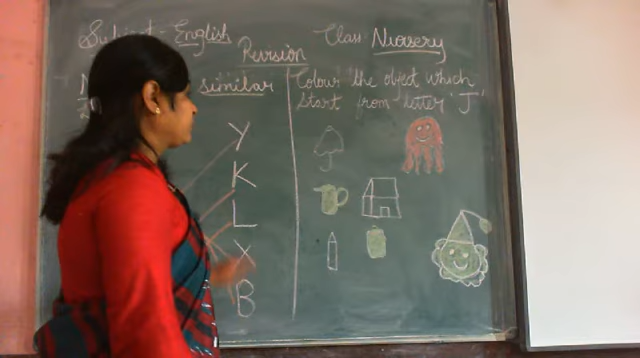 Subject - English
Class Nursery
Revision
similar
Colour the object which
start from letter 'J'
Y
K
L
X
B